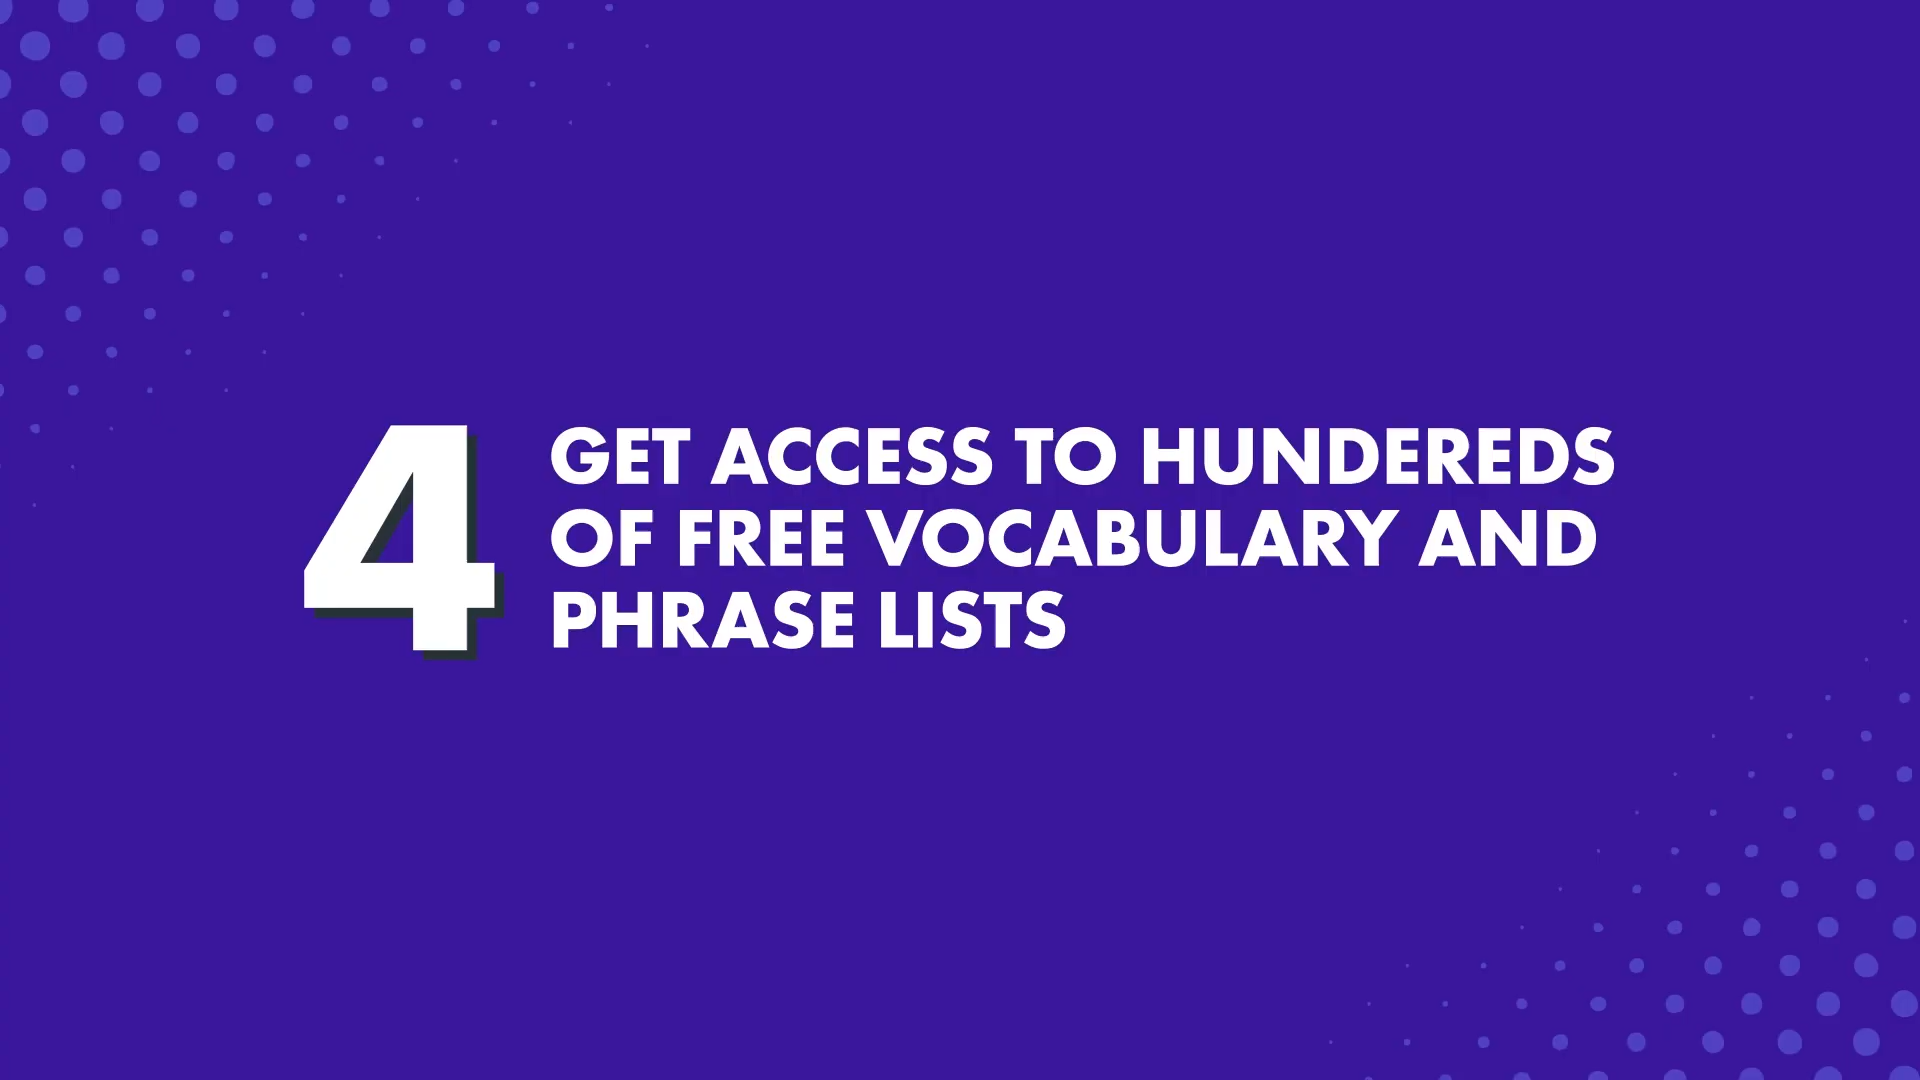 4
GET ACCESS TO HUNDEREDS
OF FREE VOCABULARY AND
PHRASE LISTS